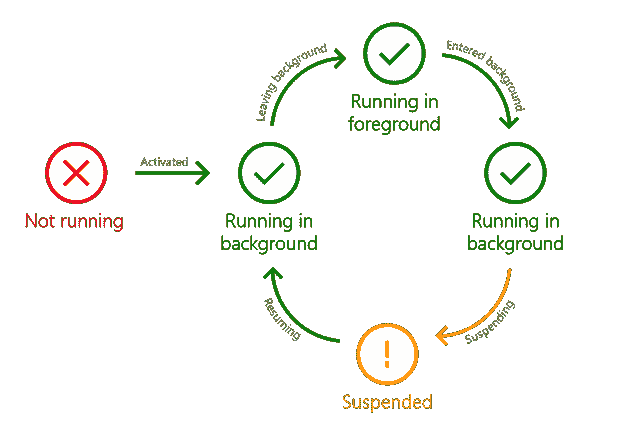 Leaving background
Entered background
Running in
foreground
Activated
Not running
Running in
background
Running in
background
Resuming
Suspending
Suspended